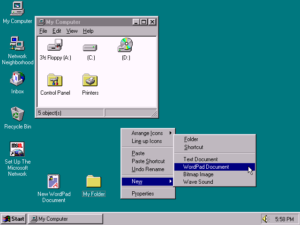 My Computer
My Computer
File Edit View Help
3½ Floppy (A:)
(C:)
(D:)
Control Panel
Printers
5 object(s)
Network
Neighborhood
Inbox
Recycle Bin
Set Up The
Microsoft
Network
New WordPad
Document
My Folder
Arrange Icons
Line up Icons
Paste
Paste Shortcut
Undo Rename
New
Properties
Folder
Shortcut
Text Document
WordPad Document
Bitmap Image
Wave Sound
Start
My Computer
5:58 PM